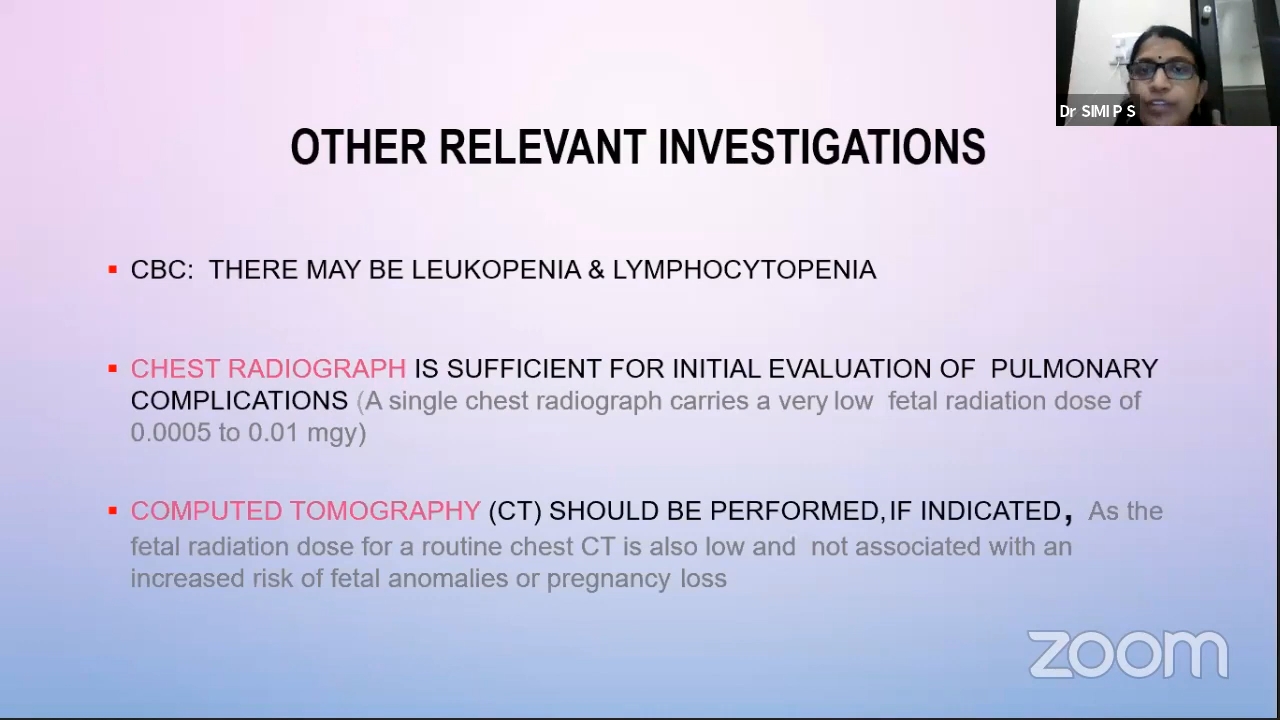 Dr SIMI P S
OTHER RELEVANT INVESTIGATIONS
▪ CBC: THERE MAY BE LEUKOPENIA & LYMPHOCYTOPENIA
▪ CHEST RADIOGRAPH IS SUFFICIENT FOR INITIAL EVALUATION OF PULMONARY
COMPLICATIONS (A single chest radiograph carries a very low fetal radiation dose of
0.0005 to 0.01 mgy)
▪ COMPUTED TOMOGRAPHY (CT) SHOULD BE PERFORMED, IF INDICATED, As the
fetal radiation dose for a routine chest CT is also low and not associated with an
increased risk of fetal anomalies or pregnancy loss
zoom